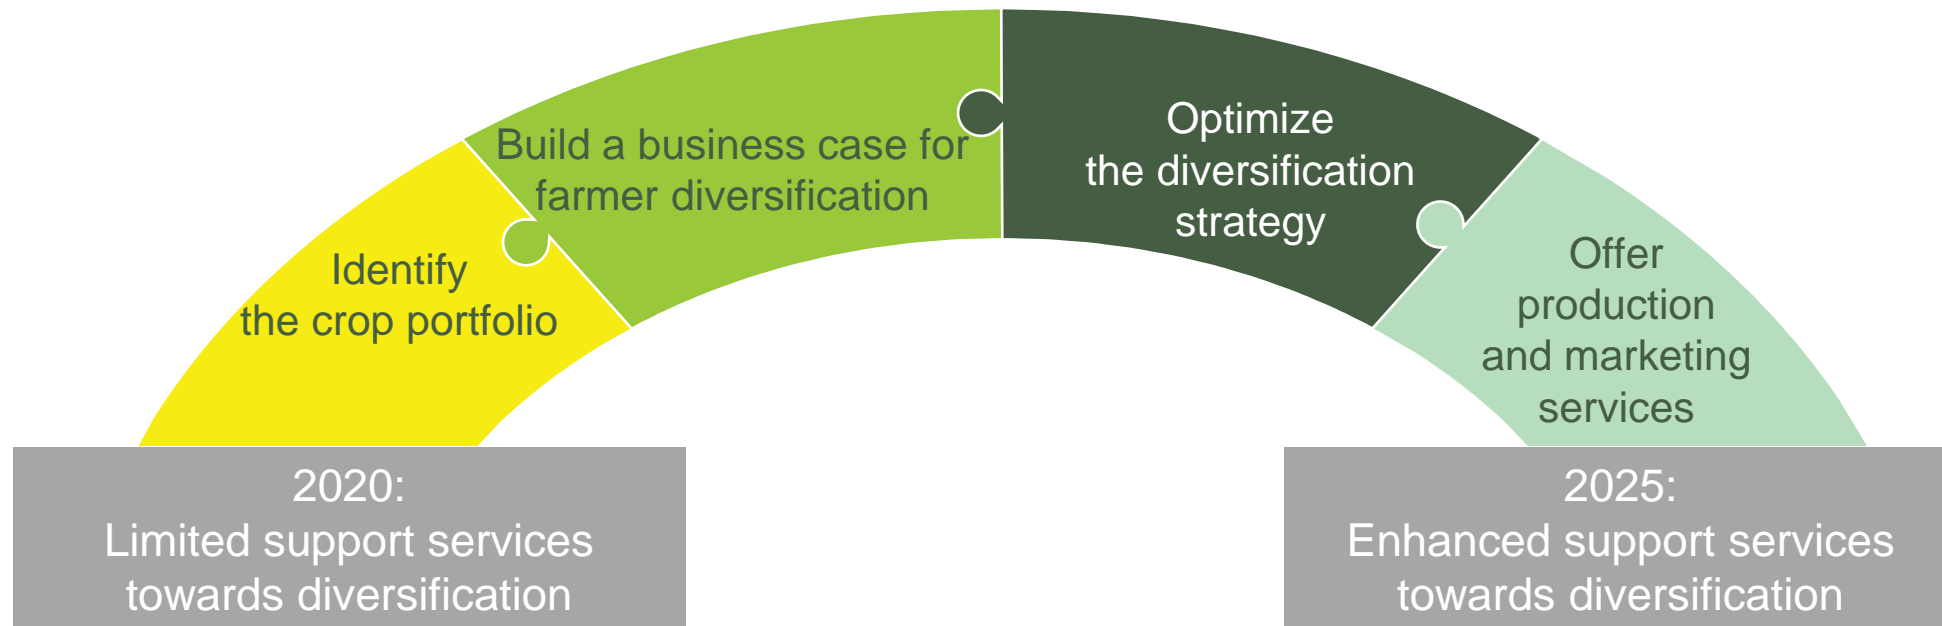 Identify
the crop portfolio
Build a business case for
farmer diversification
Optimize
the diversification
strategy
Offer
production
and marketing
services
2020:
Limited support services
towards diversification
2025:
Enhanced support services
towards diversification